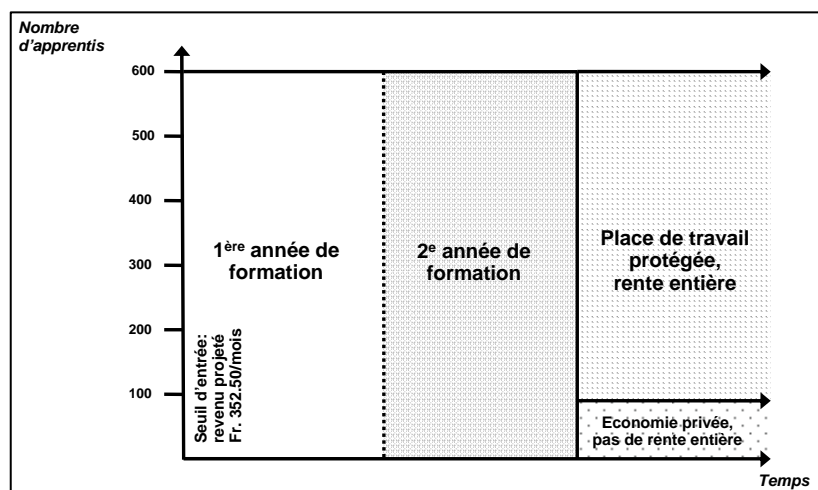 Nombre
d'apprentis
600
500
400
300
200
100
1ère année de
formation
2e année de
formation
Place de travail
protégée,
rente entière
Seuil d'entrée:
revenu projeté
Fr. 352.50/mois
Economie privée,
pas de rente entière
Temps